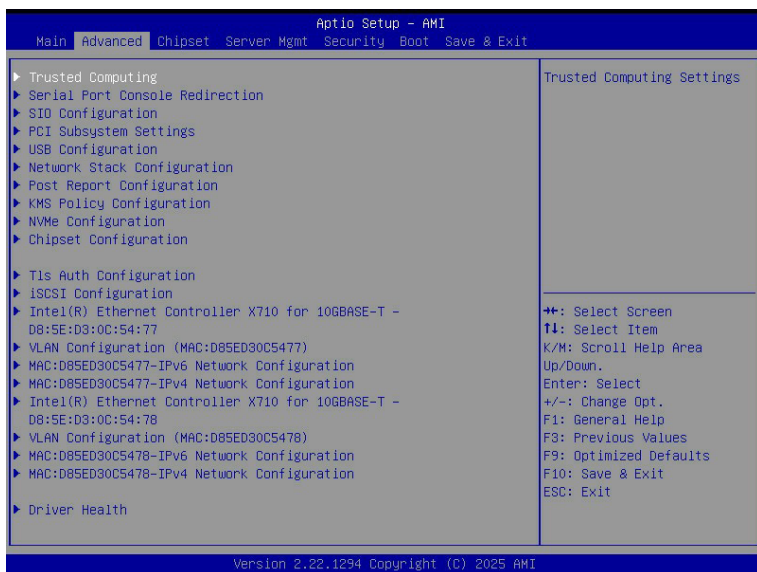 Aptio Setup - AMI
Main Advanced Chipset Server Mgmt Security Boot Save & Exit
Trusted Computing
Serial Port Console Redirection
SIO Configuration
PCI Subsystem Settings
USB Configuration
Network Stack Configuration
Post Report Configuration
KMS Policy Configuration
NVMe Configuration
Chipset Configuration
Tls Auth Configuration
iSCSI Configuration
Intel(R) Ethernet Controller X710 for 10GBASE-T -
D8:5E:D3:0C:54:77
VLAN Configuration (MAC:D85ED30C5477)
MAC:D85ED30C5477-IPv6 Network Configuration
MAC:D85ED30C5477-IPv4 Network Configuration
Intel(R) Ethernet Controller X710 for 10GBASE-T -
D8:5E:D3:0C:54:78
VLAN Configuration (MAC:D85ED30C5478)
MAC:D85ED30C5478-IPv6 Network Configuration
MAC:D85ED30C5478-IPv4 Network Configuration
Driver Health
Trusted Computing Settings
→←: Select Screen
↑↓: Select Item
K/M: Scroll Help Area
Up/Down.
Enter: Select
+/-: Change Opt.
F1: General Help
F3: Previous Values
F9: Optimized Defaults
F10: Save & Exit
ESC: Exit
Version 2.22.1294 Copyright (C) 2025 AMI